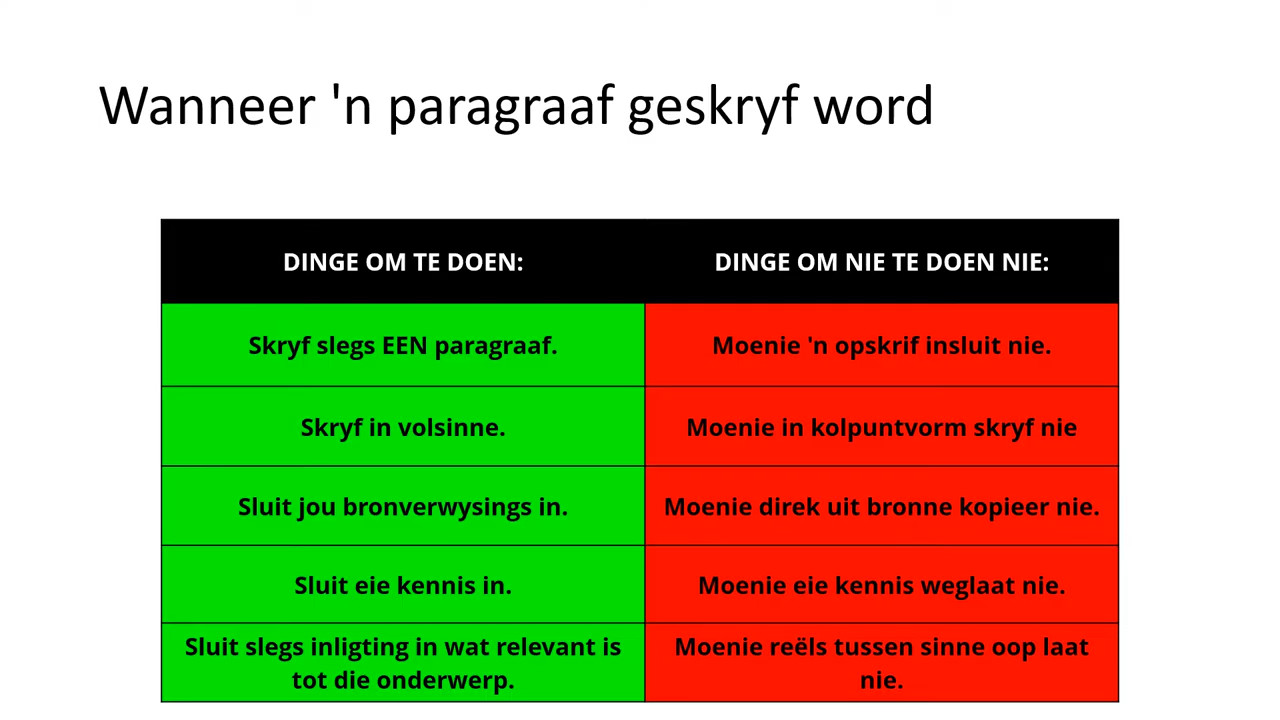 Wanneer 'n paragraaf geskryf word
DINGE OM TE DOEN:
DINGE OM NIE TE DOEN NIE:
Skryf slegs EEN paragraaf.
Moenie 'n opskrif insluit nie.
Skryf in volsinne.
Moenie in kolpuntvorm skryf nie
Sluit jou bronverwysings in.
Moenie direk uit bronne kopieer nie.
Sluit eie kennis in.
Moenie eie kennis weglaat nie.
Sluit slegs inligting in wat relevant is
tot die onderwerp.
Moenie reëls tussen sinne oop laat
nie.